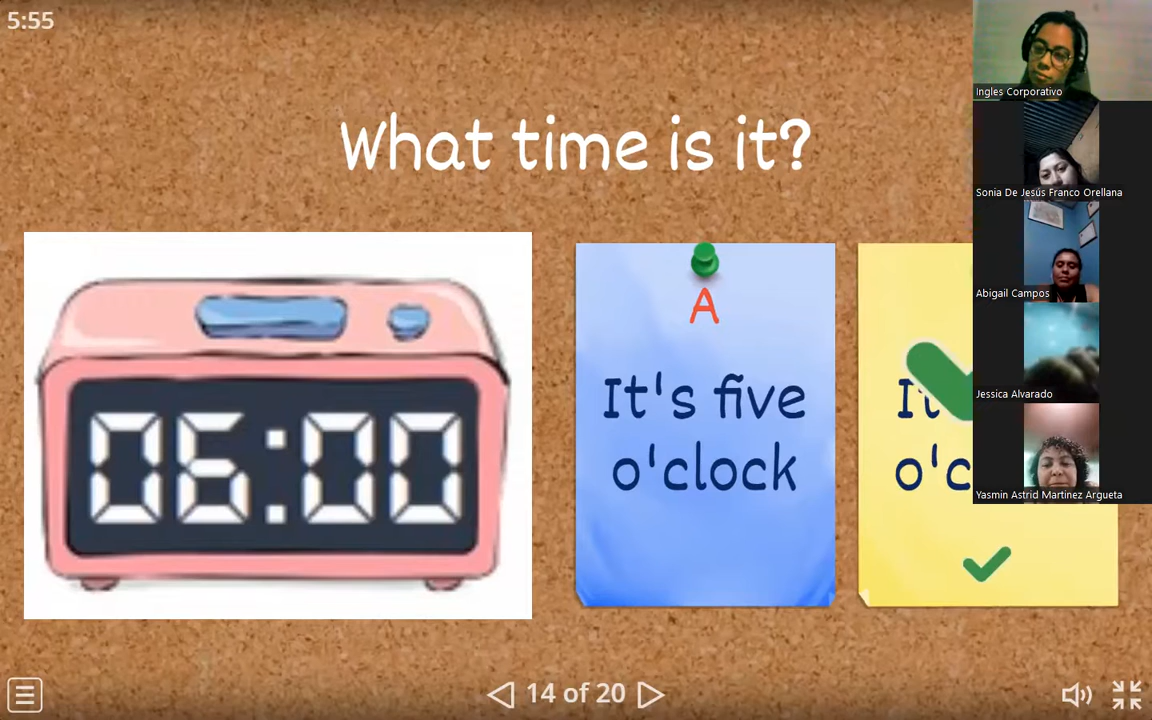 5:55
What time is it?
06:00
A
It's five
o'clock
It
o'c
14 of 20
Ingles Corporativo
Sonia De Jesús Franco Orellana
Abigail Campos
Jessica Alvarado
Yasmin Astrid Martinez Argueta